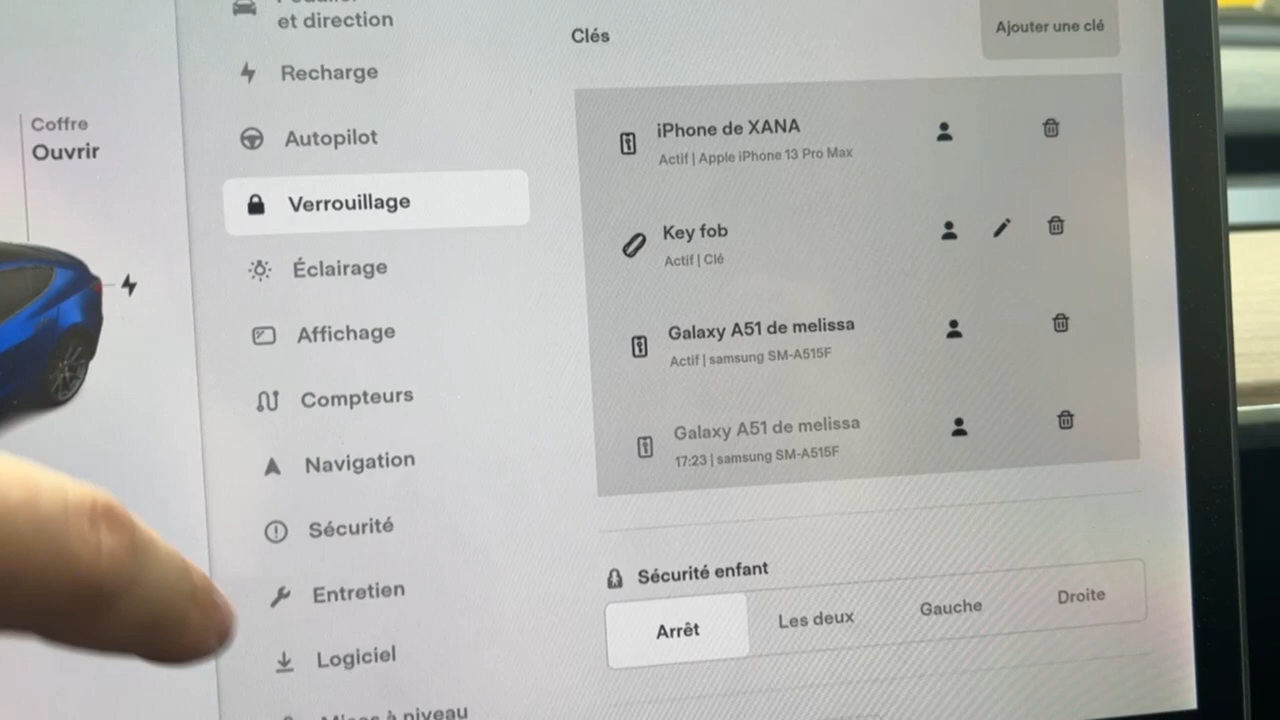 Coffre
Ouvrir
et direction
Recharge
Autopilot
Verrouillage
Éclairage
Affichage
Compteurs
Navigation
Sécurité
Entretien
Logiciel
à niveau
Clés
Ajouter une clé
iPhone de XANA
Actif | Apple iPhone 13 Pro Max
Key fob
Actif | Clé
Galaxy A51 de melissa
Actif | samsung SM-A515F
Galaxy A51 de melissa
17:23 | samsung SM-A515F
Sécurité enfant
Arrêt
Les deux
Gauche
Droite